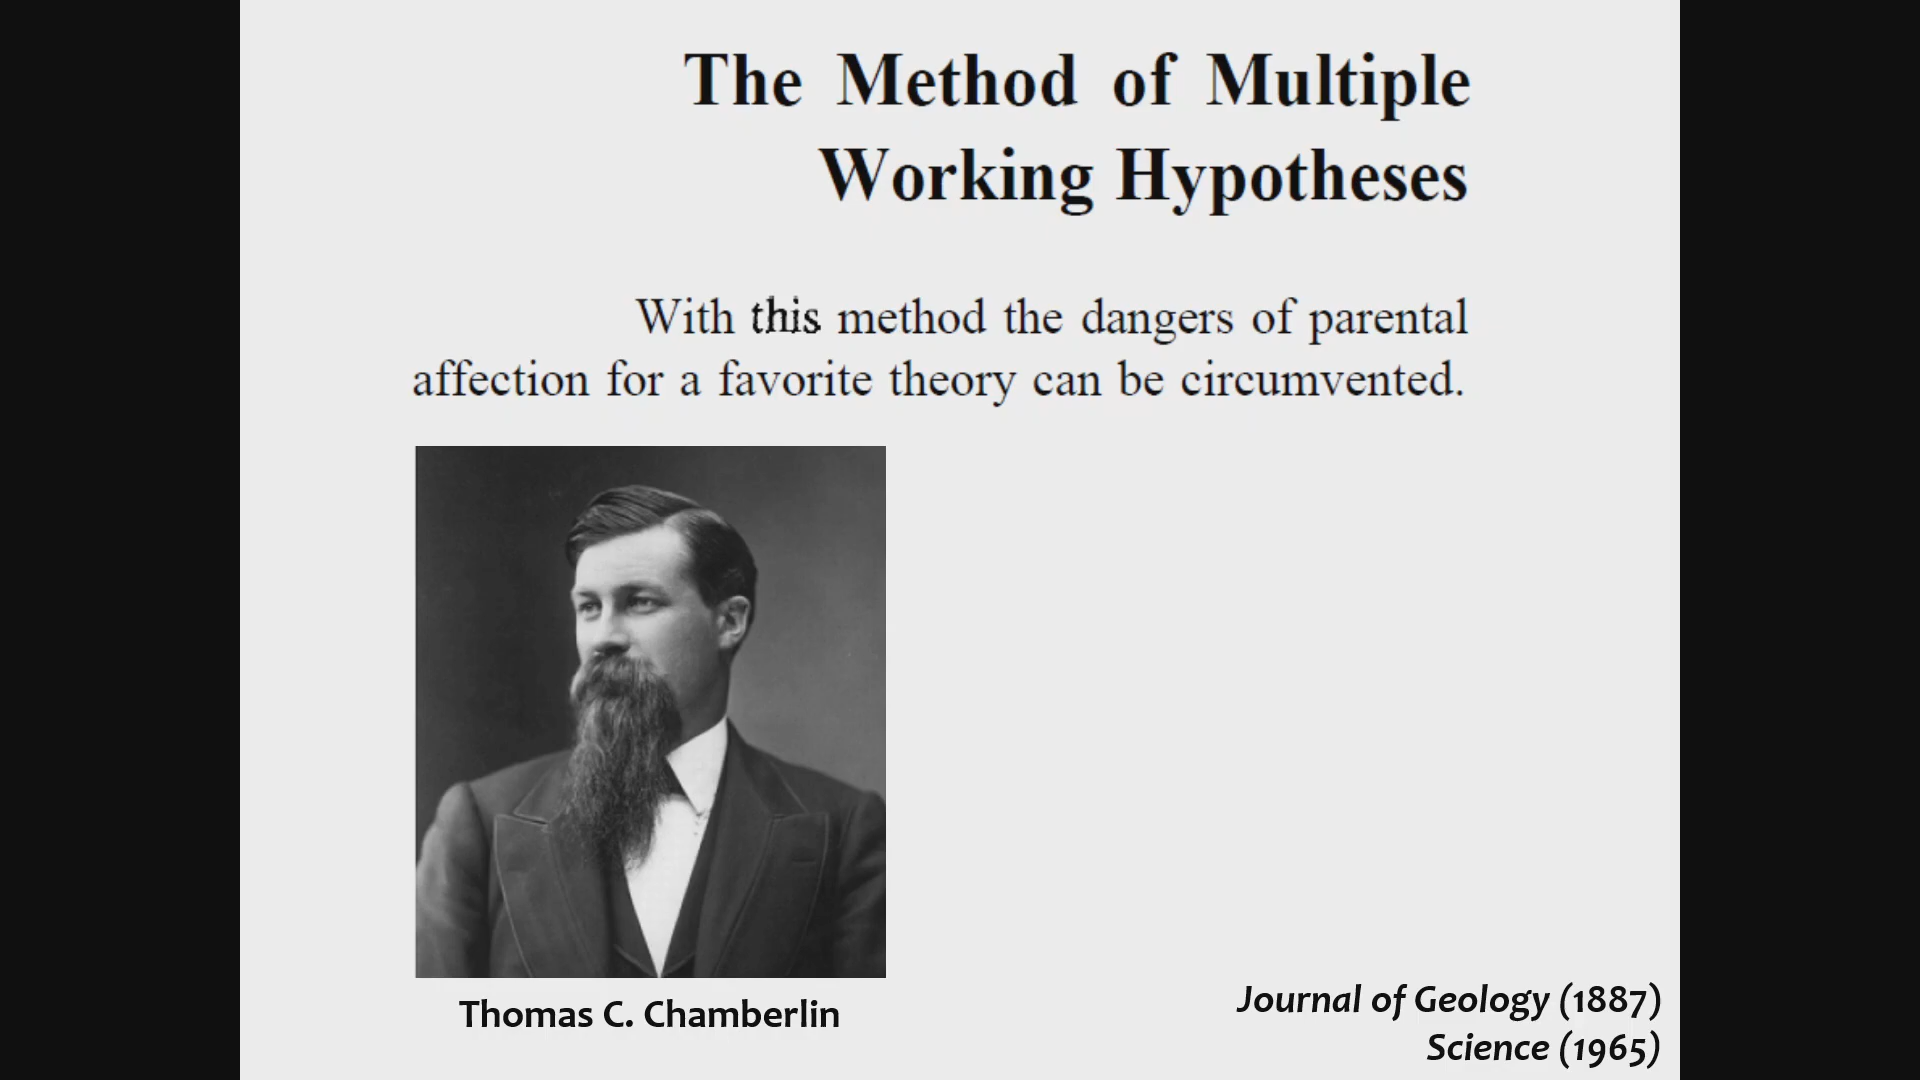 The Method of Multiple
Working Hypotheses
With this method the dangers of parental
affection for a favorite theory can be circumvented.
Thomas C. Chamberlin
Journal of Geology (1887)
Science (1965)